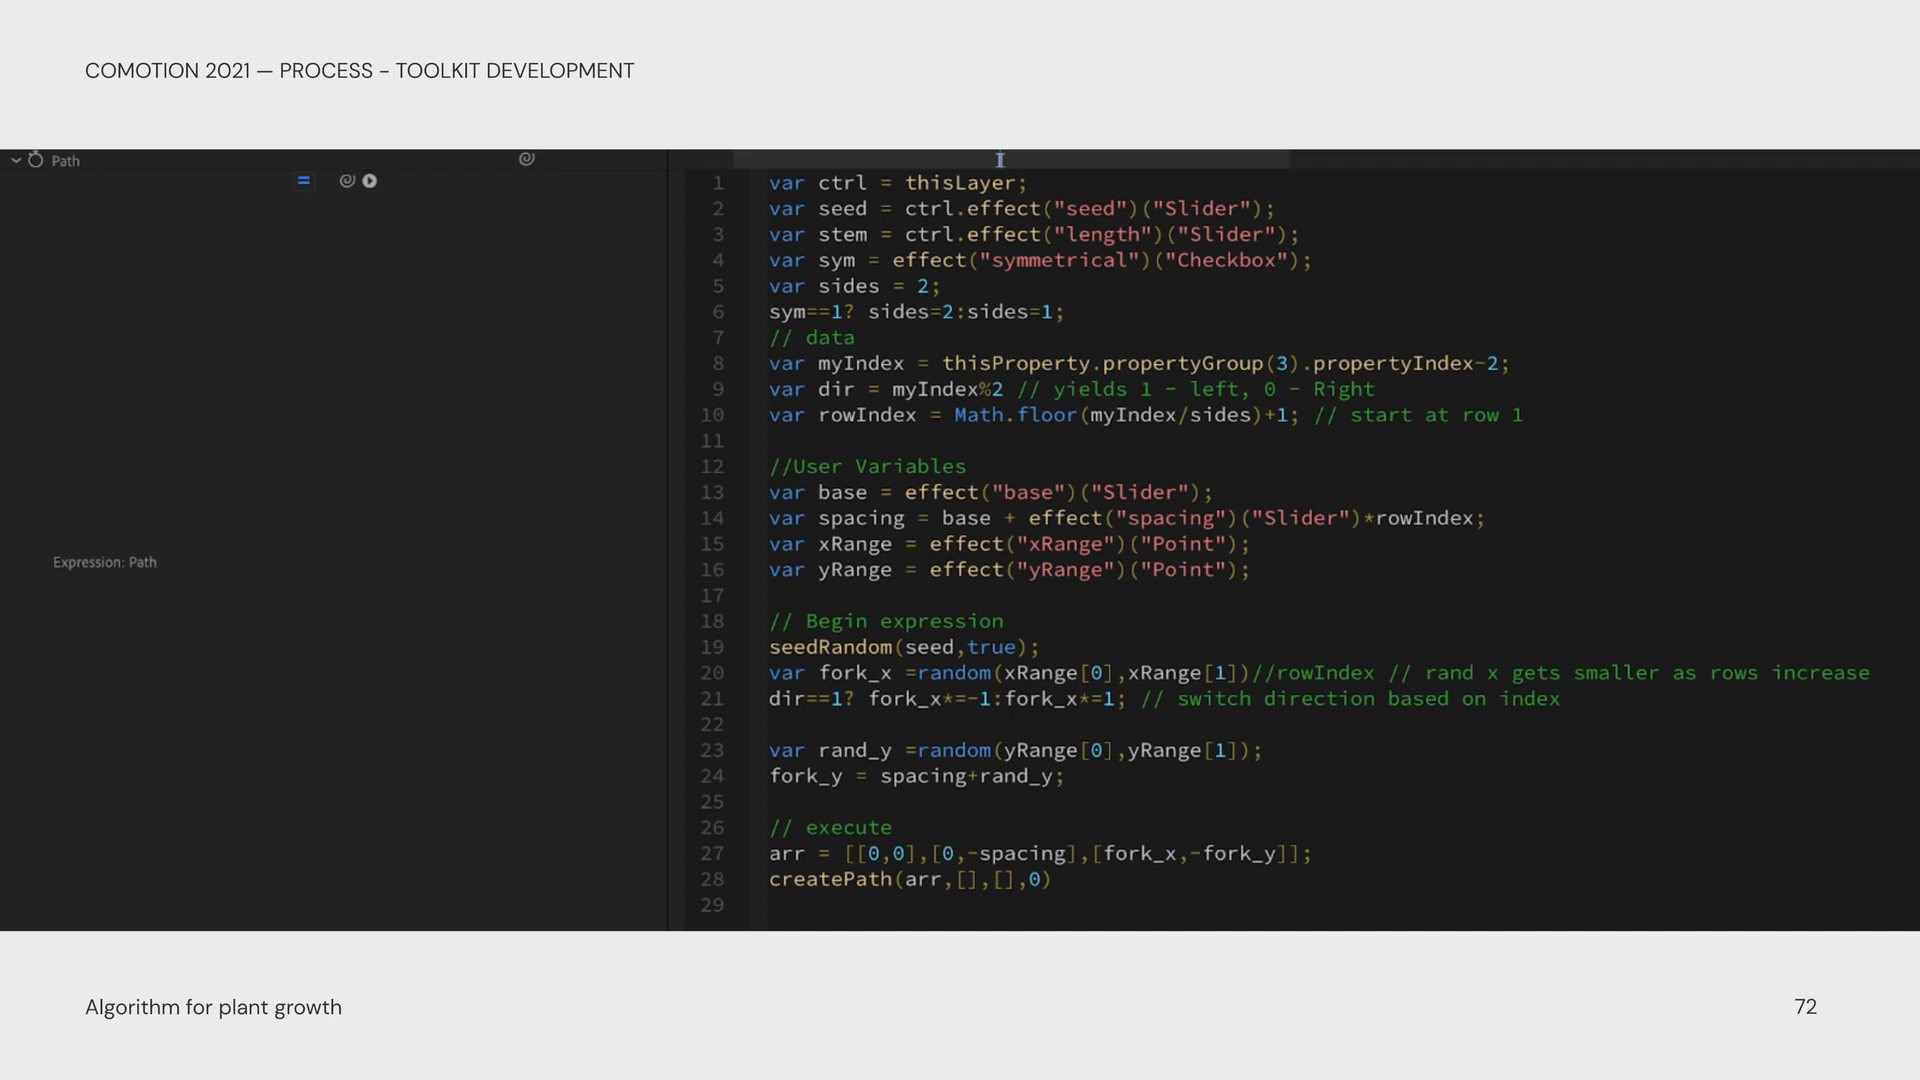 COMOTION 2021 — PROCESS - TOOLKIT DEVELOPMENT
Path
Expression: Path
1 var ctrl = thisLayer;
2 var seed = ctrl.effect("seed")("Slider");
3 var stem = ctrl.effect("length")("Slider");
4 var sym = effect("symmetrical")("Checkbox");
5 var sides = 2;
6 sym==1? sides=2:sides=1;
7 // data
8 var myIndex = thisProperty.propertyGroup(3).propertyIndex-2;
9 var dir = myIndex%2 // yields 1 - left, 0 - Right
10 var rowIndex = Math.floor(myIndex/sides)+1; // start at row 1
11
12 //User Variables
13 var base = effect("base")("Slider");
14 var spacing = base + effect("spacing")("Slider")*rowIndex;
15 var xRange = effect("xRange")("Point");
16 var yRange = effect("yRange")("Point");
17
18 // Begin expression
19 seedRandom(seed,true);
20 var fork_x =random(xRange[0],xRange[1])//rowIndex // rand x gets smaller as rows increase
21 dir==1? fork_x*=-1:fork_x*=1; // switch direction based on index
22
23 var rand_y =random(yRange[0],yRange[1]);
24 fork_y = spacing+rand_y;
25
26 // execute
27 arr = [[0,0],[0,-spacing],[fork_x,-fork_y]];
28 createPath(arr,[],[],0)
29
Algorithm for plant growth
72